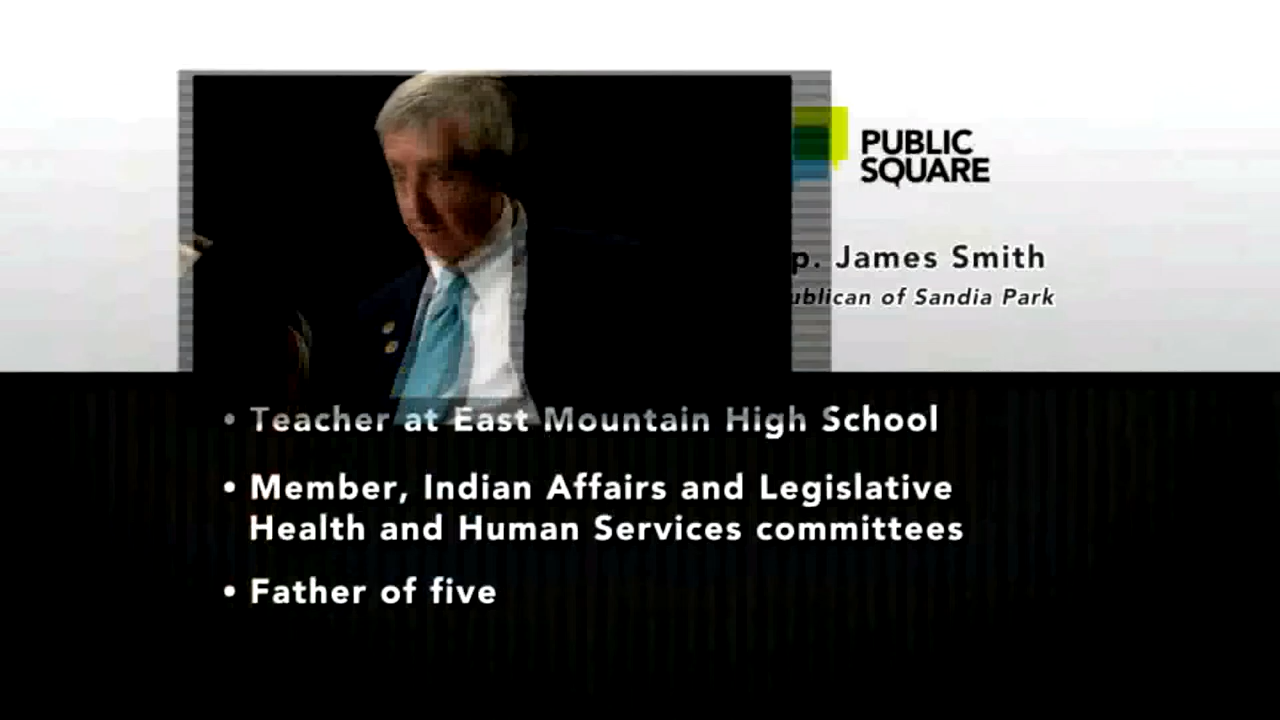 PUBLIC
SQUARE
p. James Smith
ublican of Sandia Park
• Teacher at East Mountain High School
• Member, Indian Affairs and Legislative
Health and Human Services committees
• Father of five